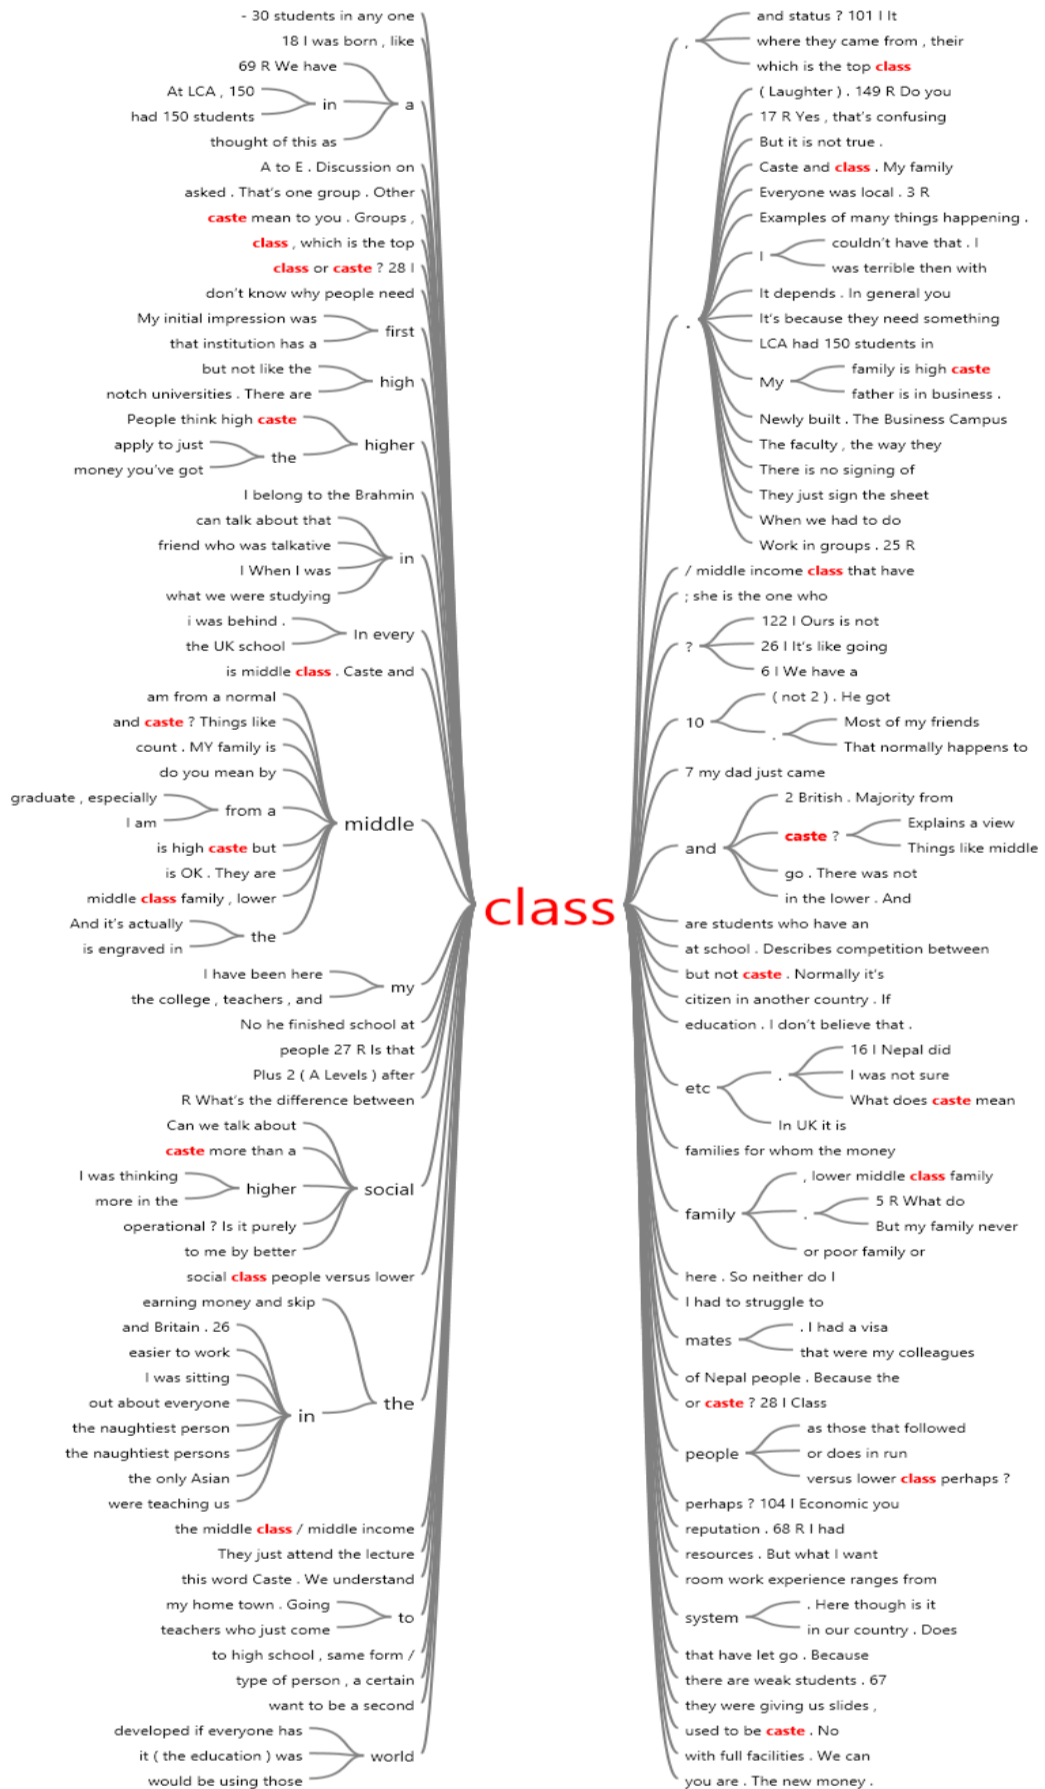 - 30 students in any one
18 I was born , like
69 R We have
At LCA , 150
had 150 students
in
thought of this as
a
A to E . Discussion on
asked . That's one group . Other
caste mean to you . Groups ,
class , which is the top
class or caste ? 28 I
don't know why people need
My initial impression was
that institution has a
first
but not like the
notch universities . There are
high
People think high caste
apply to just
money you've got
the
higher
I belong to the Brahmin
can talk about that
friend who was talkative
I When I was
what we were studying
in
i was behind .
the UK school
In every
is middle class . Caste and
am from a normal
and caste ? Things like
count . MY family is
do you mean by
graduate , especially
I am
from a
is high caste but
is OK . They are
middle class family , lower
And it's actually
is engraved in
the
middle
I have been here
the college , teachers , and
my
No he finished school at
people 27 R Is that
Plus 2 ( A Levels ) after
R What's the difference between
Can we talk about
caste more than a
I was thinking
more in the
higher
operational ? Is it purely
to me by better
social
social class people versus lower
earning money and skip
and Britain . 26
easier to work
I was sitting
out about everyone
the naughtiest person
the naughtiest persons
the only Asian
were teaching us
in
the
the middle class / middle income
They just attend the lecture
this word Caste . We understand
my home town . Going
teachers who just come
to
to high school , same form /
type of person , a certain
want to be a second
developed if everyone has
it ( the education ) was
would be using those
world
class
,
and status ? 101 I It
where they came from , their
which is the top class
.
( Laughter ) . 149 R Do you
17 R Yes , that's confusing
But it is not true .
Caste and class . My family
Everyone was local . 3 R
Examples of many things happening .
I
couldn't have that . I
was terrible then with
It depends . In general you
It's because they need something
LCA had 150 students in
My
family is high caste
father is in business .
Newly built . The Business Campus
The faculty , the way they
There is no signing of
They just sign the sheet
When we had to do
Work in groups . 25 R
/ middle income class that have
; she is the one who
?
122 I Ours is not
26 I It's like going
6 I We have a
10
( not 2 ) . He got
.
Most of my friends
That normally happens to
7 my dad just came
and
2 British . Majority from
caste ?
Explains a view
Things like middle
go . There was not
in the lower . And
are students who have an
at school . Describes competition between
but not caste . Normally it's
citizen in another country . If
education . I don't believe that .
etc
.
16 I Nepal did
I was not sure
What does caste mean
In UK it is
families for whom the money
family
, lower middle class family
.
5 R What do
But my family never
or poor family or
here . So neither do I
I had to struggle to
mates
. I had a visa
that were my colleagues
of Nepal people . Because the
or caste ? 28 I Class
people
as those that followed
or does in run
versus lower class perhaps ?
perhaps ? 104 I Economic you
reputation . 68 R I had
resources . But what I want
room work experience ranges from
system
. Here though is it
in our country . Does
that have let go . Because
there are weak students . 67
they were giving us slides ,
used to be caste . No
with full facilities . We can
you are . The new money .